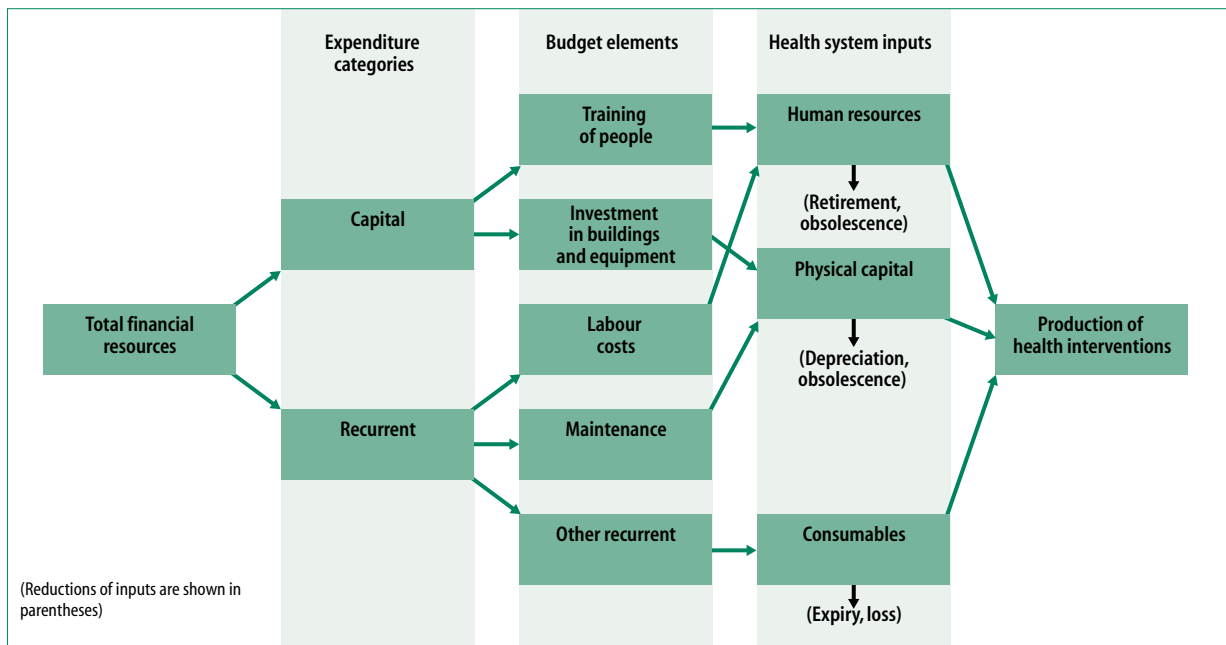 Expenditure
categories
Budget elements
Health system inputs
Training
of people
Human resources
(Retirement,
obsolescence)
Capital
Investment
in buildings
and equipment
Physical capital
(Depreciation,
obsolescence)
Total financial
resources
Labour
costs
Production of
health interventions
Recurrent
Maintenance
Other recurrent
Consumables
(Expiry, loss)
(Reductions of inputs are shown in
parentheses)